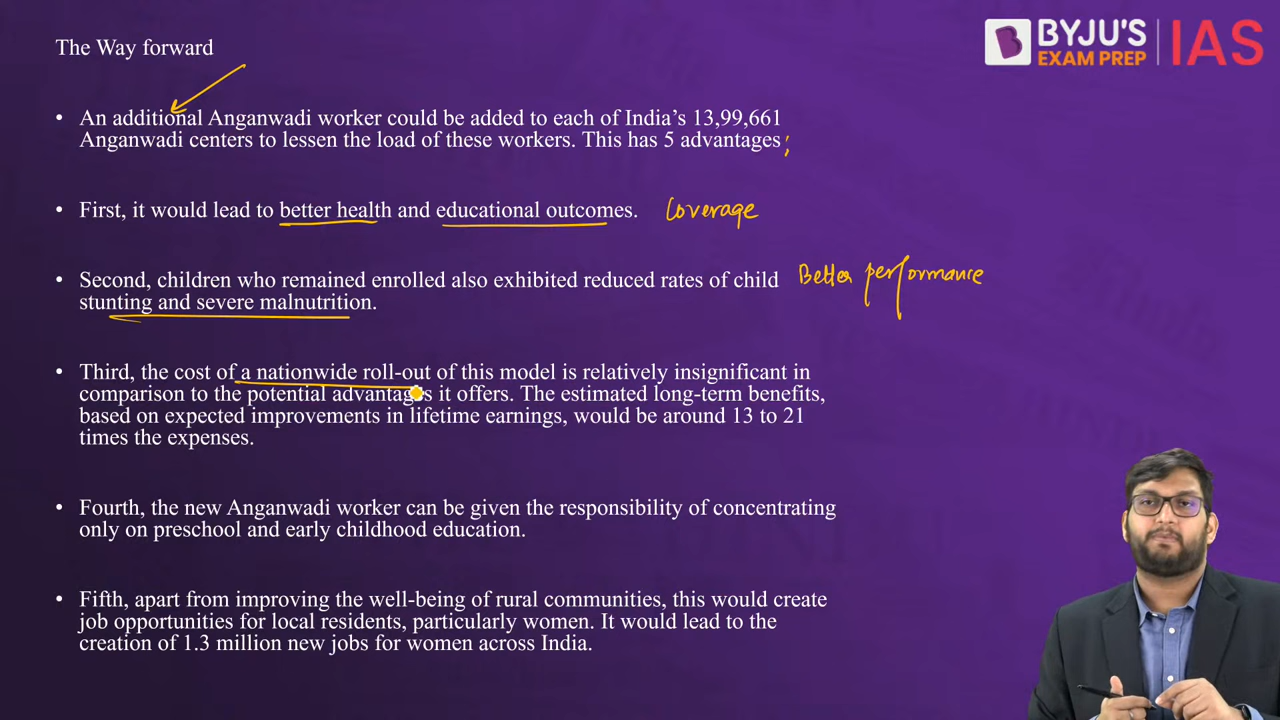 The Way forward
BYJU'S
EXAM PREP
IAS
• An additional Anganwadi worker could be added to each of India's 13,99,661
Anganwadi centers to lessen the load of these workers. This has 5 advantages;
• First, it would lead to better health and educational outcomes. Coverage
• Second, children who remained enrolled also exhibited reduced rates of child
stunting and severe malnutrition.
Better performance
• Third, the cost of a nationwide roll-out of this model is relatively insignificant in
comparison to the potential advantages it offers. The estimated long-term benefits,
based on expected improvements in lifetime earnings, would be around 13 to 21
times the expenses.
• Fourth, the new Anganwadi worker can be given the responsibility of concentrating
only on preschool and early childhood education.
• Fifth, apart from improving the well-being of rural communities, this would create
job opportunities for local residents, particularly women. It would lead to the
creation of 1.3 million new jobs for women across India.